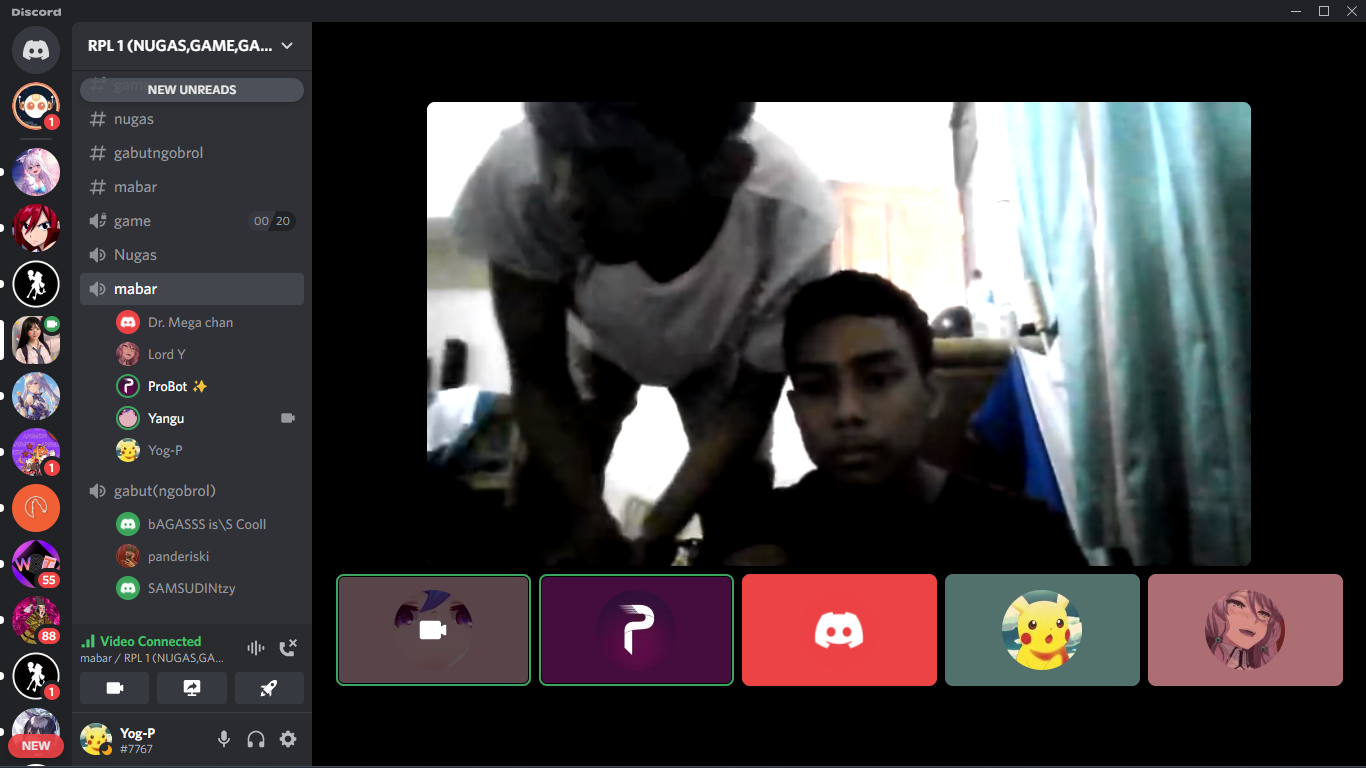 Discord
RPL 1 (NUGAS,GAME,GA...
NEW UNREADS
nugas
gabutngobrol
mabar
game 00 20
Nugas
mabar
Dr. Mega chan
Lord Y
ProBot ✨
Yangu
Yog-P
gabut(ngobrol)
bAGASSS is\S Cooll
panderiski
SAMSUDINtzy
Video Connected
mabar / RPL 1 (NUGAS,GA...
Yog-P
#7767
1
1
55
88
1
NEW